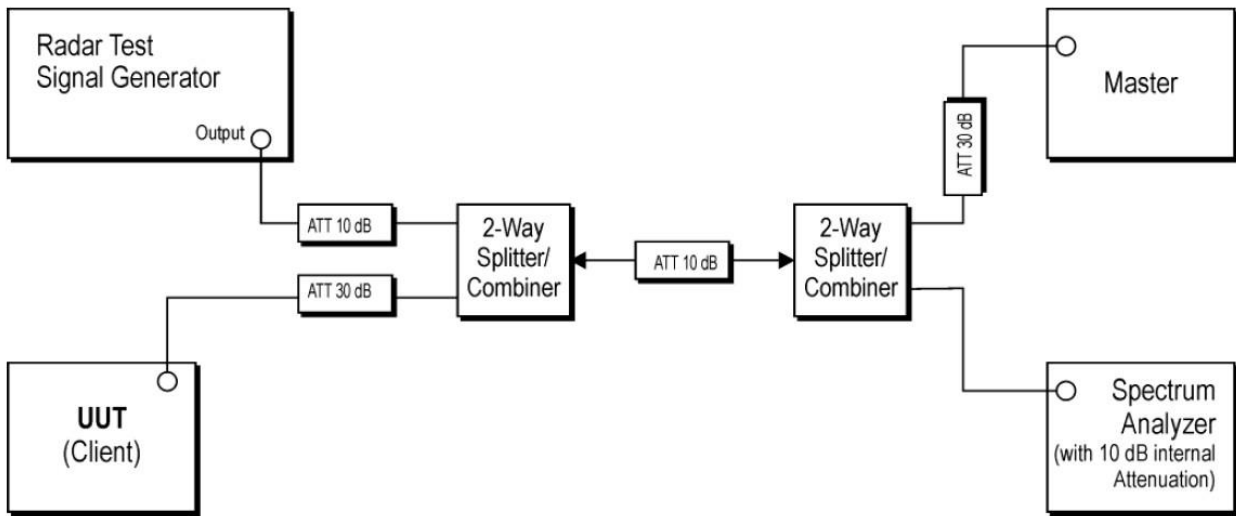 Radar Test
Signal Generator
Output
ATT 10 dB
ATT 30 dB
UUT
(Client)
2-Way
Splitter/
Combiner
ATT 10 dB
2-Way
Splitter/
Combiner
ATT 30 dB
Master
Spectrum
Analyzer
(with 10 dB internal
Attenuation)